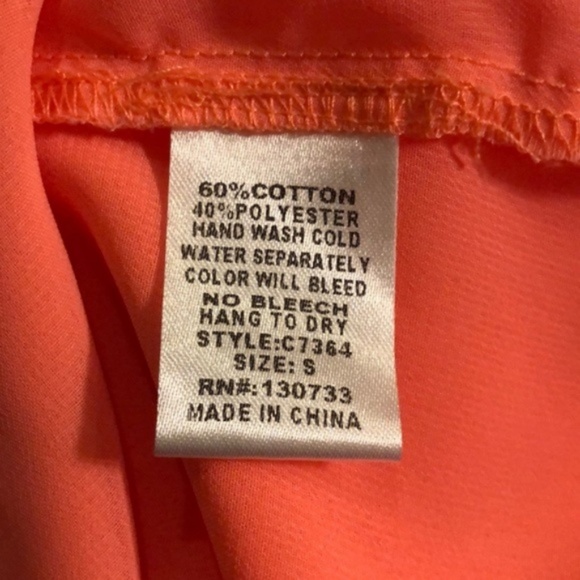 60%COTTON
40%POLYESTER
HAND WASH COLD
WATER SEPARATELY
COLOR WILL BLEED
NO BLEECH
HANG TO DRY
STYLE:C7364
SIZE: S
RN#:130733
MADE IN CHINA